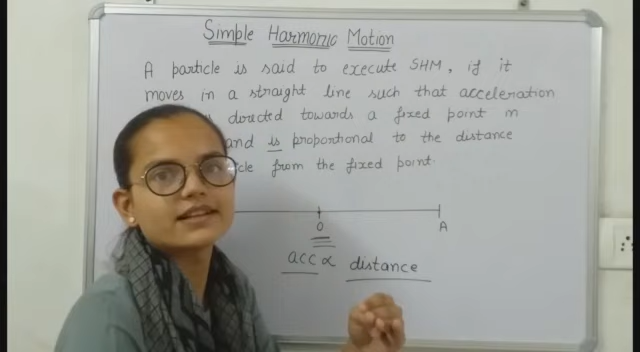 Simple Harmonic Motion
A particle is said to execute SHM, if it
moves in a straight line such that acceleration
directed towards a fixed point in
and is proportional to the distance
from the fixed point.
O A
acc ∝ distance